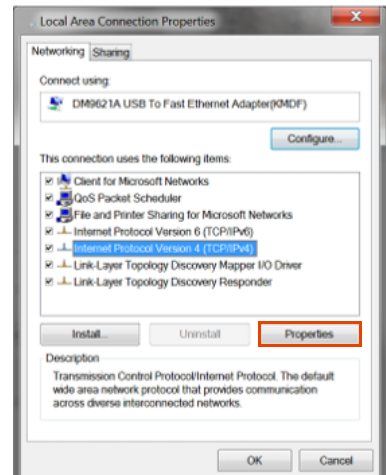 Local Area Connection Properties
Networking Sharing
Connect using:
DM9621A USB To Fast Ethernet Adapter(KMDF)
Configure...
This connection uses the following items:
Client for Microsoft Networks
QoS Packet Scheduler
File and Printer Sharing for Microsoft Networks
Internet Protocol Version 6 (TCP/IPv6)
Internet Protocol Version 4 (TCP/IPv4)
Link-Layer Topology Discovery Mapper I/O Driver
Link-Layer Topology Discovery Responder
Install... Uninstall Properties
Description
Transmission Control Protocol/Internet Protocol. The default
wide area network protocol that provides communication
across diverse interconnected networks.
OK Cancel